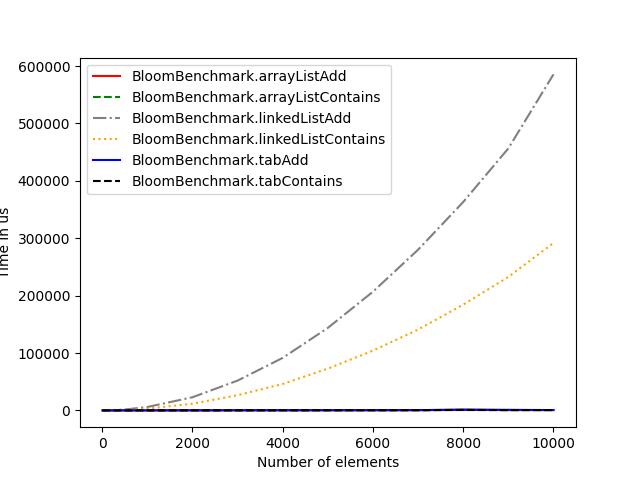 600000
500000
400000
300000
200000
100000
0
Time in us
BloomBenchmark.arrayListAdd
BloomBenchmark.arrayListContains
BloomBenchmark.linkedListAdd
BloomBenchmark.linkedListContains
BloomBenchmark.tabAdd
BloomBenchmark.tabContains
0 2000 4000 6000 8000 10000
Number of elements